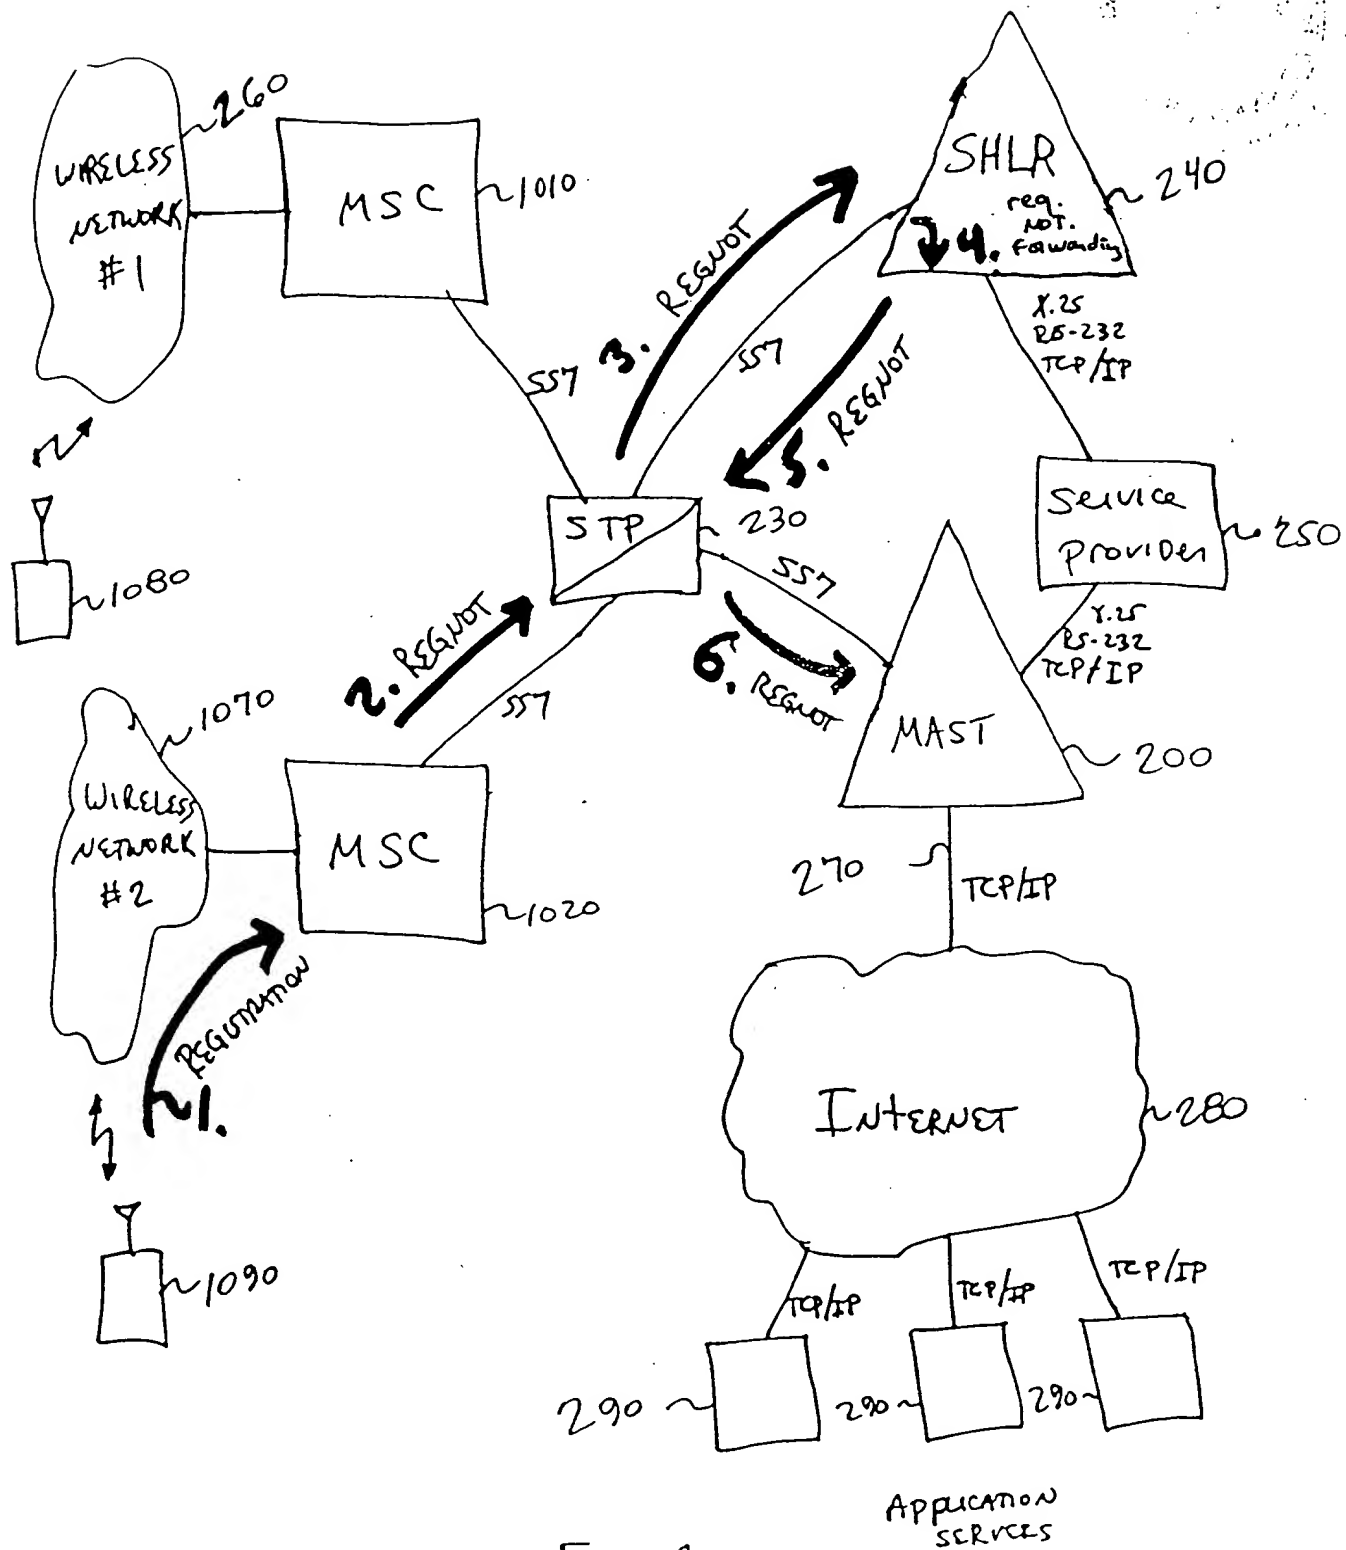 WIRELESS
NETWORK
#1
260
MSC
1010
SHLR
req.
NOT.
forwarding
4.
240
3. REGNOT
SS7
SS7
5. REGNOT
X.25
RS-232
TCP/IP
1080
STP
230
Service
Provider
250
SS7
X.25
RS-232
TCP/IP
2. REGNOT
SS7
6. REGNOT
1070
WIRELESS
NETWORK
#2
MSC
1020
MAST
200
270
TCP/IP
REGISTRATION
1.
INTERNET
280
1090
TCP/IP
TCP/IP
TCP/IP
290
290
290
APPLICATION
SERVCES